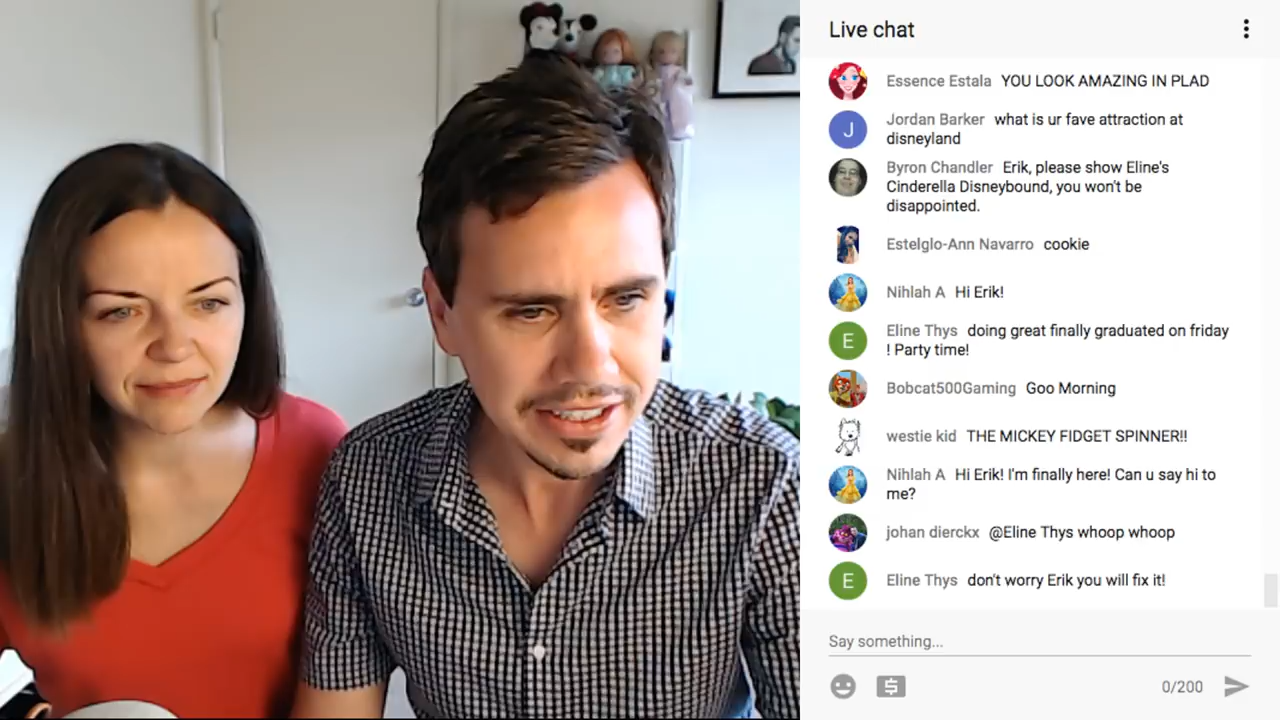 Live chat
Essence Estala YOU LOOK AMAZING IN PLAD
Jordan Barker what is ur fave attraction at
disneyland
Byron Chandler Erik, please show Eline's
Cinderella Disneybound, you won't be
disappointed.
Estelglo-Ann Navarro cookie
Nihlah A Hi Erik!
E
Eline Thys doing great finally graduated on friday
! Party time!
Bobcat500Gaming Goo Morning
westie kid THE MICKEY FIDGET SPINNER!!
Nihlah A Hi Erik! I'm finally here! Can u say hi to
me?
johan dierckx @Eline Thys whoop whoop
E
Eline Thys don't worry Erik you will fix it!
Say something...
$
0/200